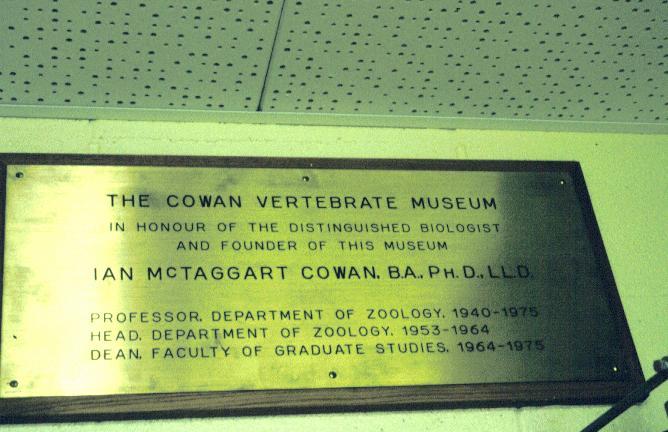 THE COWAN VERTEBRATE MUSEUM
IN HONOUR OF THE DISTINGUISHED BIOLOGIST
AND FOUNDER OF THIS MUSEUM
IAN McTAGGART COWAN, B.A., PH.D., LL.D.
PROFESSOR, DEPARTMENT OF ZOOLOGY, 1940-1975
HEAD, DEPARTMENT OF ZOOLOGY, 1953-1964
DEAN, FACULTY OF GRADUATE STUDIES, 1964-1975